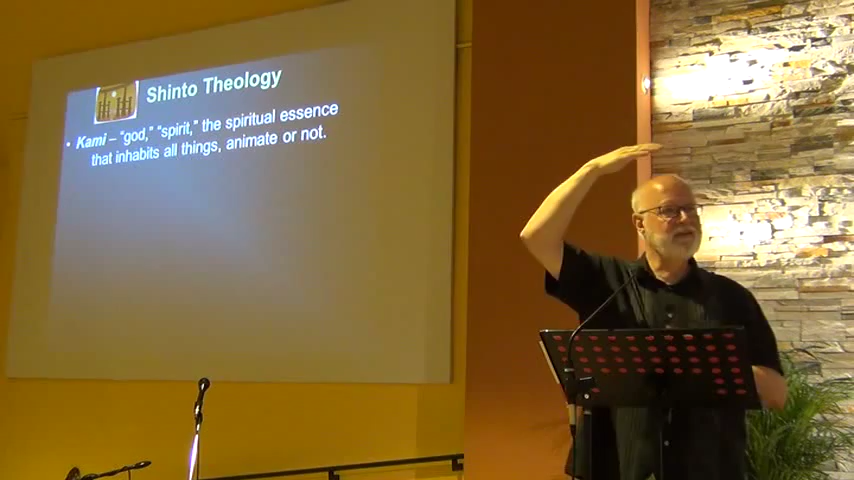 Shinto Theology
• Kami – “god,” “spirit,” the spiritual essence
that inhabits all things, animate or not.